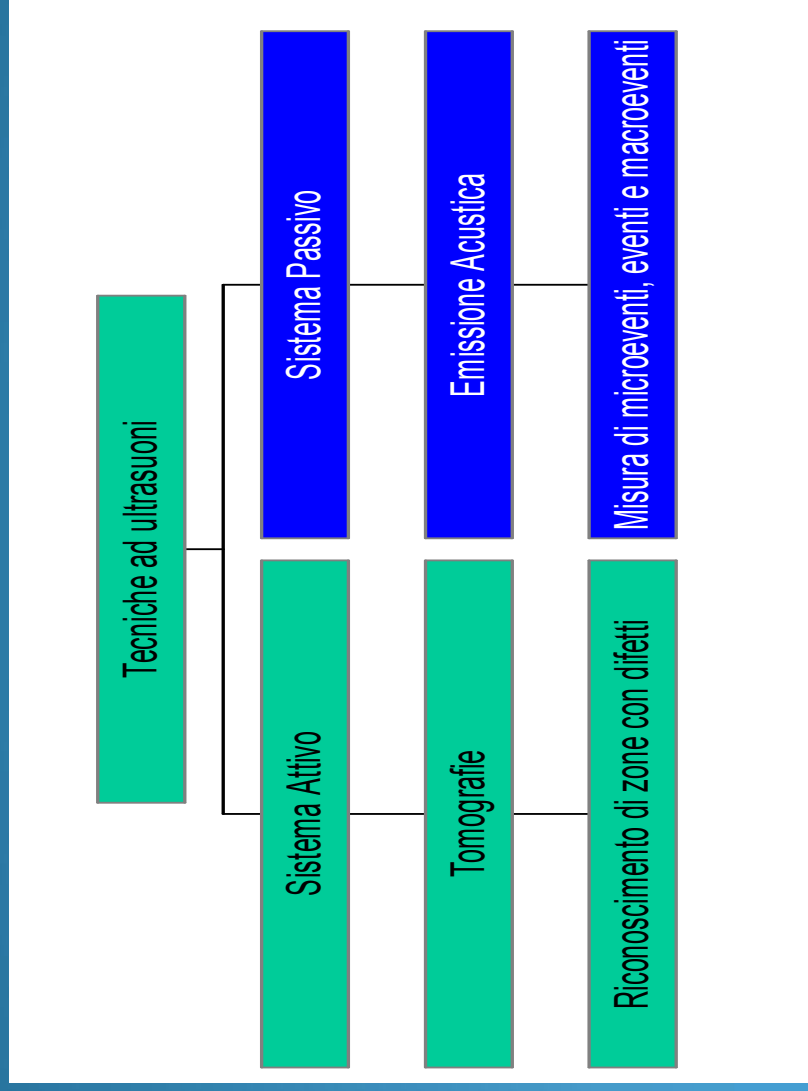 Tecniche ad ultrasuoni
Sistema Attivo
Sistema Passivo
Tomografie
Emissione Acustica
Riconoscimento di zone con difetti
Misura di microeventi, eventi e macroeventi